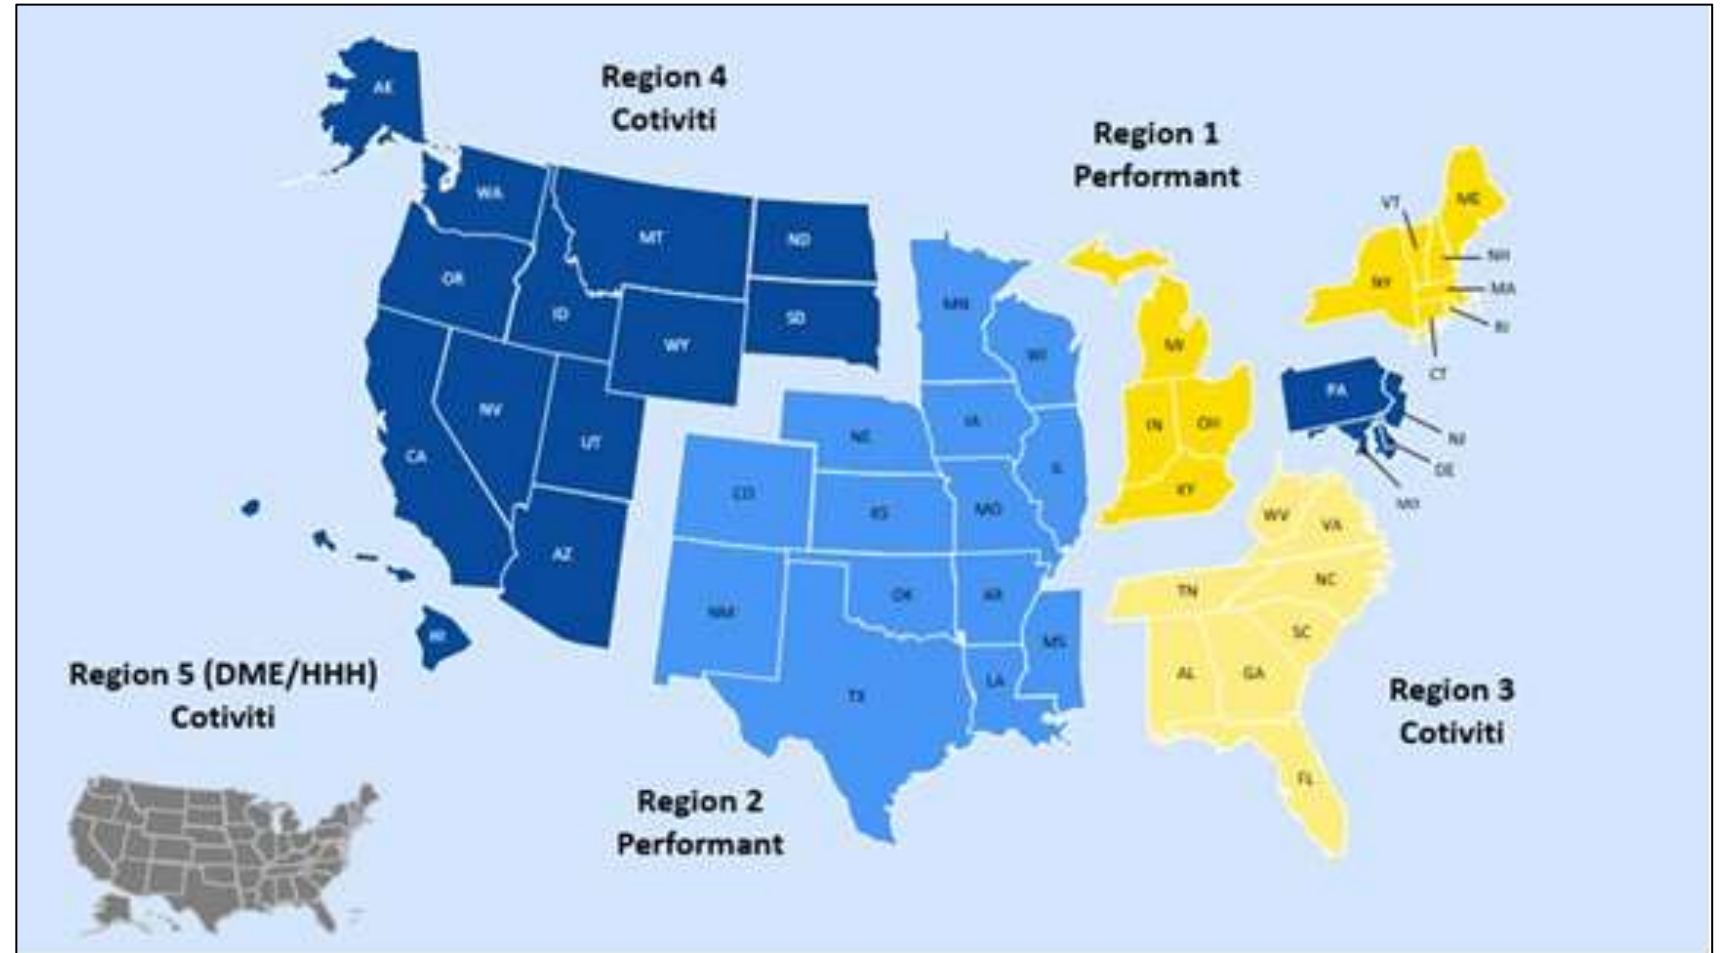 Region 4
Cotiviti
Region 1
Performant
AK
WA
MT
ND
OR
ID
SD
WY
NV
CA
UT
AZ
HI
MN
WI
IA
NE
IL
CO
KS
MO
NM
OK
AR
MS
TX
LA
MI
IN
OH
KY
VT
ME
NH
NY
MA
RI
CT
PA
NJ
DE
MD
WV
VA
TN
NC
SC
AL
GA
FL
Region 3
Cotiviti
Region 5 (DME/HHH)
Cotiviti
Region 2
Performant